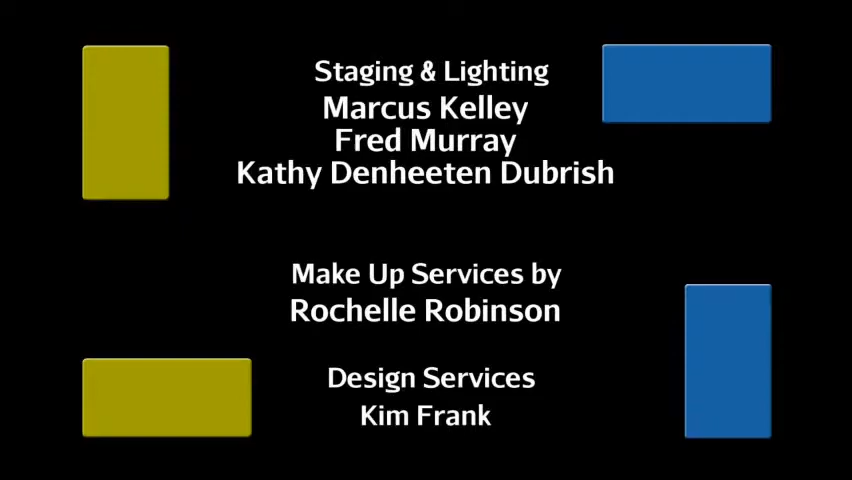 Staging & Lighting
Marcus Kelley
Fred Murray
Kathy Denheeten Dubrish
Make Up Services by
Rochelle Robinson
Design Services
Kim Frank